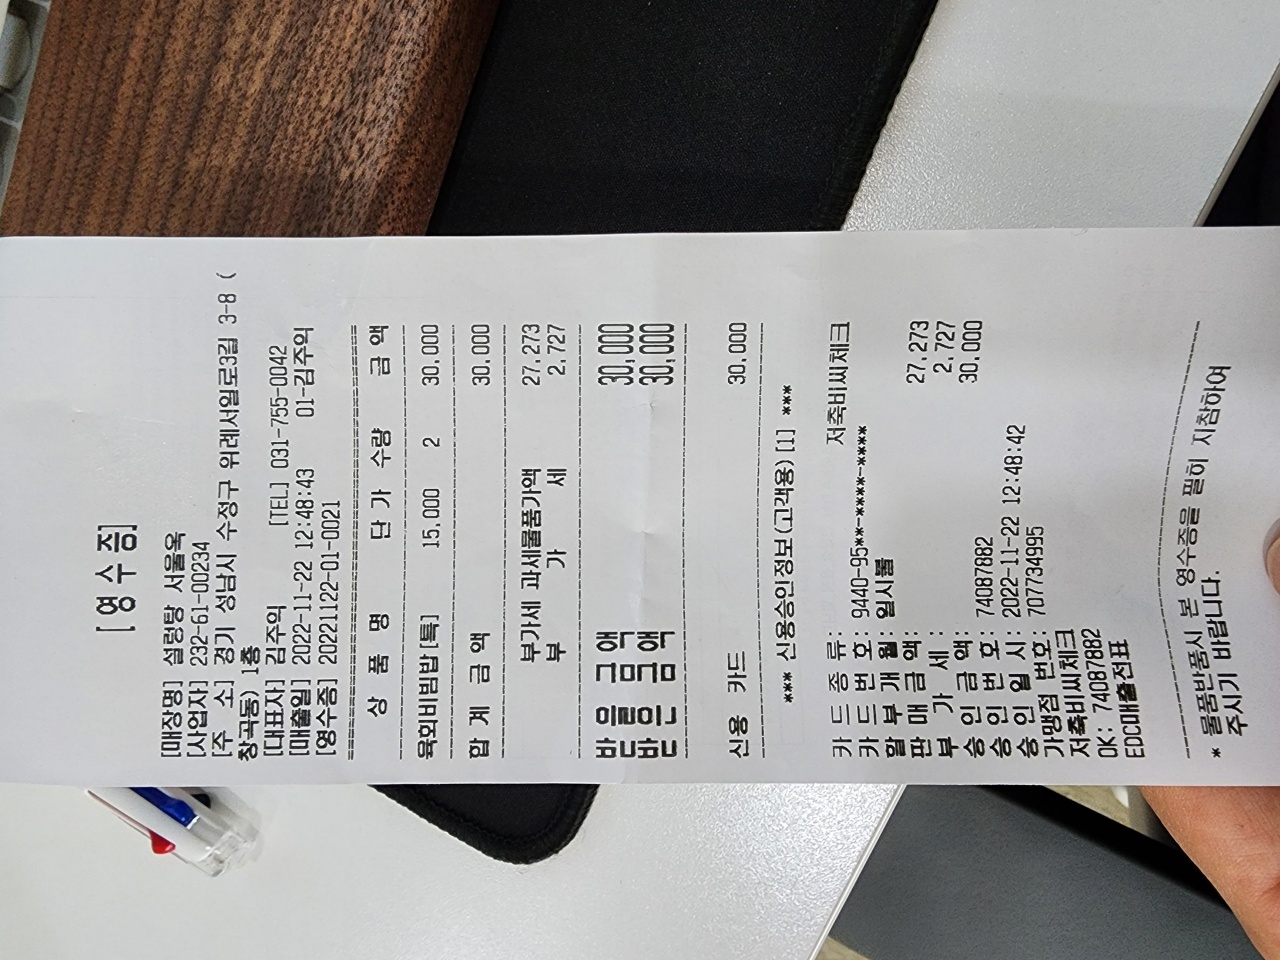 [영수증]
[매장명] 설렁탕 서울옥
[사업자] 232-61-00234
[주 소] 경기 성남시 수정구 위례서일로3길 3-8 (
창곡동) 1층
[대표자] 김주익 [TEL] 031-755-0042
[매출일] 2022-11-22 12:48:43 01-김주익
[영수증] 20221122-01-0021
상 품 명 단 가 수량 금 액
육회비빔밥[특] 15.000 2 30.000
합 계 금 액 30.000
부가세 과세물품가액 27.273
부 가 세 2.727
받을금액 30,000
받은금액 30,000
신용 카드 30.000
*** 신용승인정보(고객용) [1] ***
카 드 종 류: 저축비씨체크
카 드 번 호: 9440-95**-****-****
할 부 개 월: 일시불
판 매 금 액: 27.273
부 가 세 : 2.727
승 인 금 액: 30.000
승 인 번 호: 74087882
승 인 일 시: 2022-11-22 12:48:42
가맹점 번호: 707734995
저축비씨체크
OK: 74087882
EDC매출전표
* 물품반품시 본 영수증을 필히 지참하여
주시기 바랍니다.